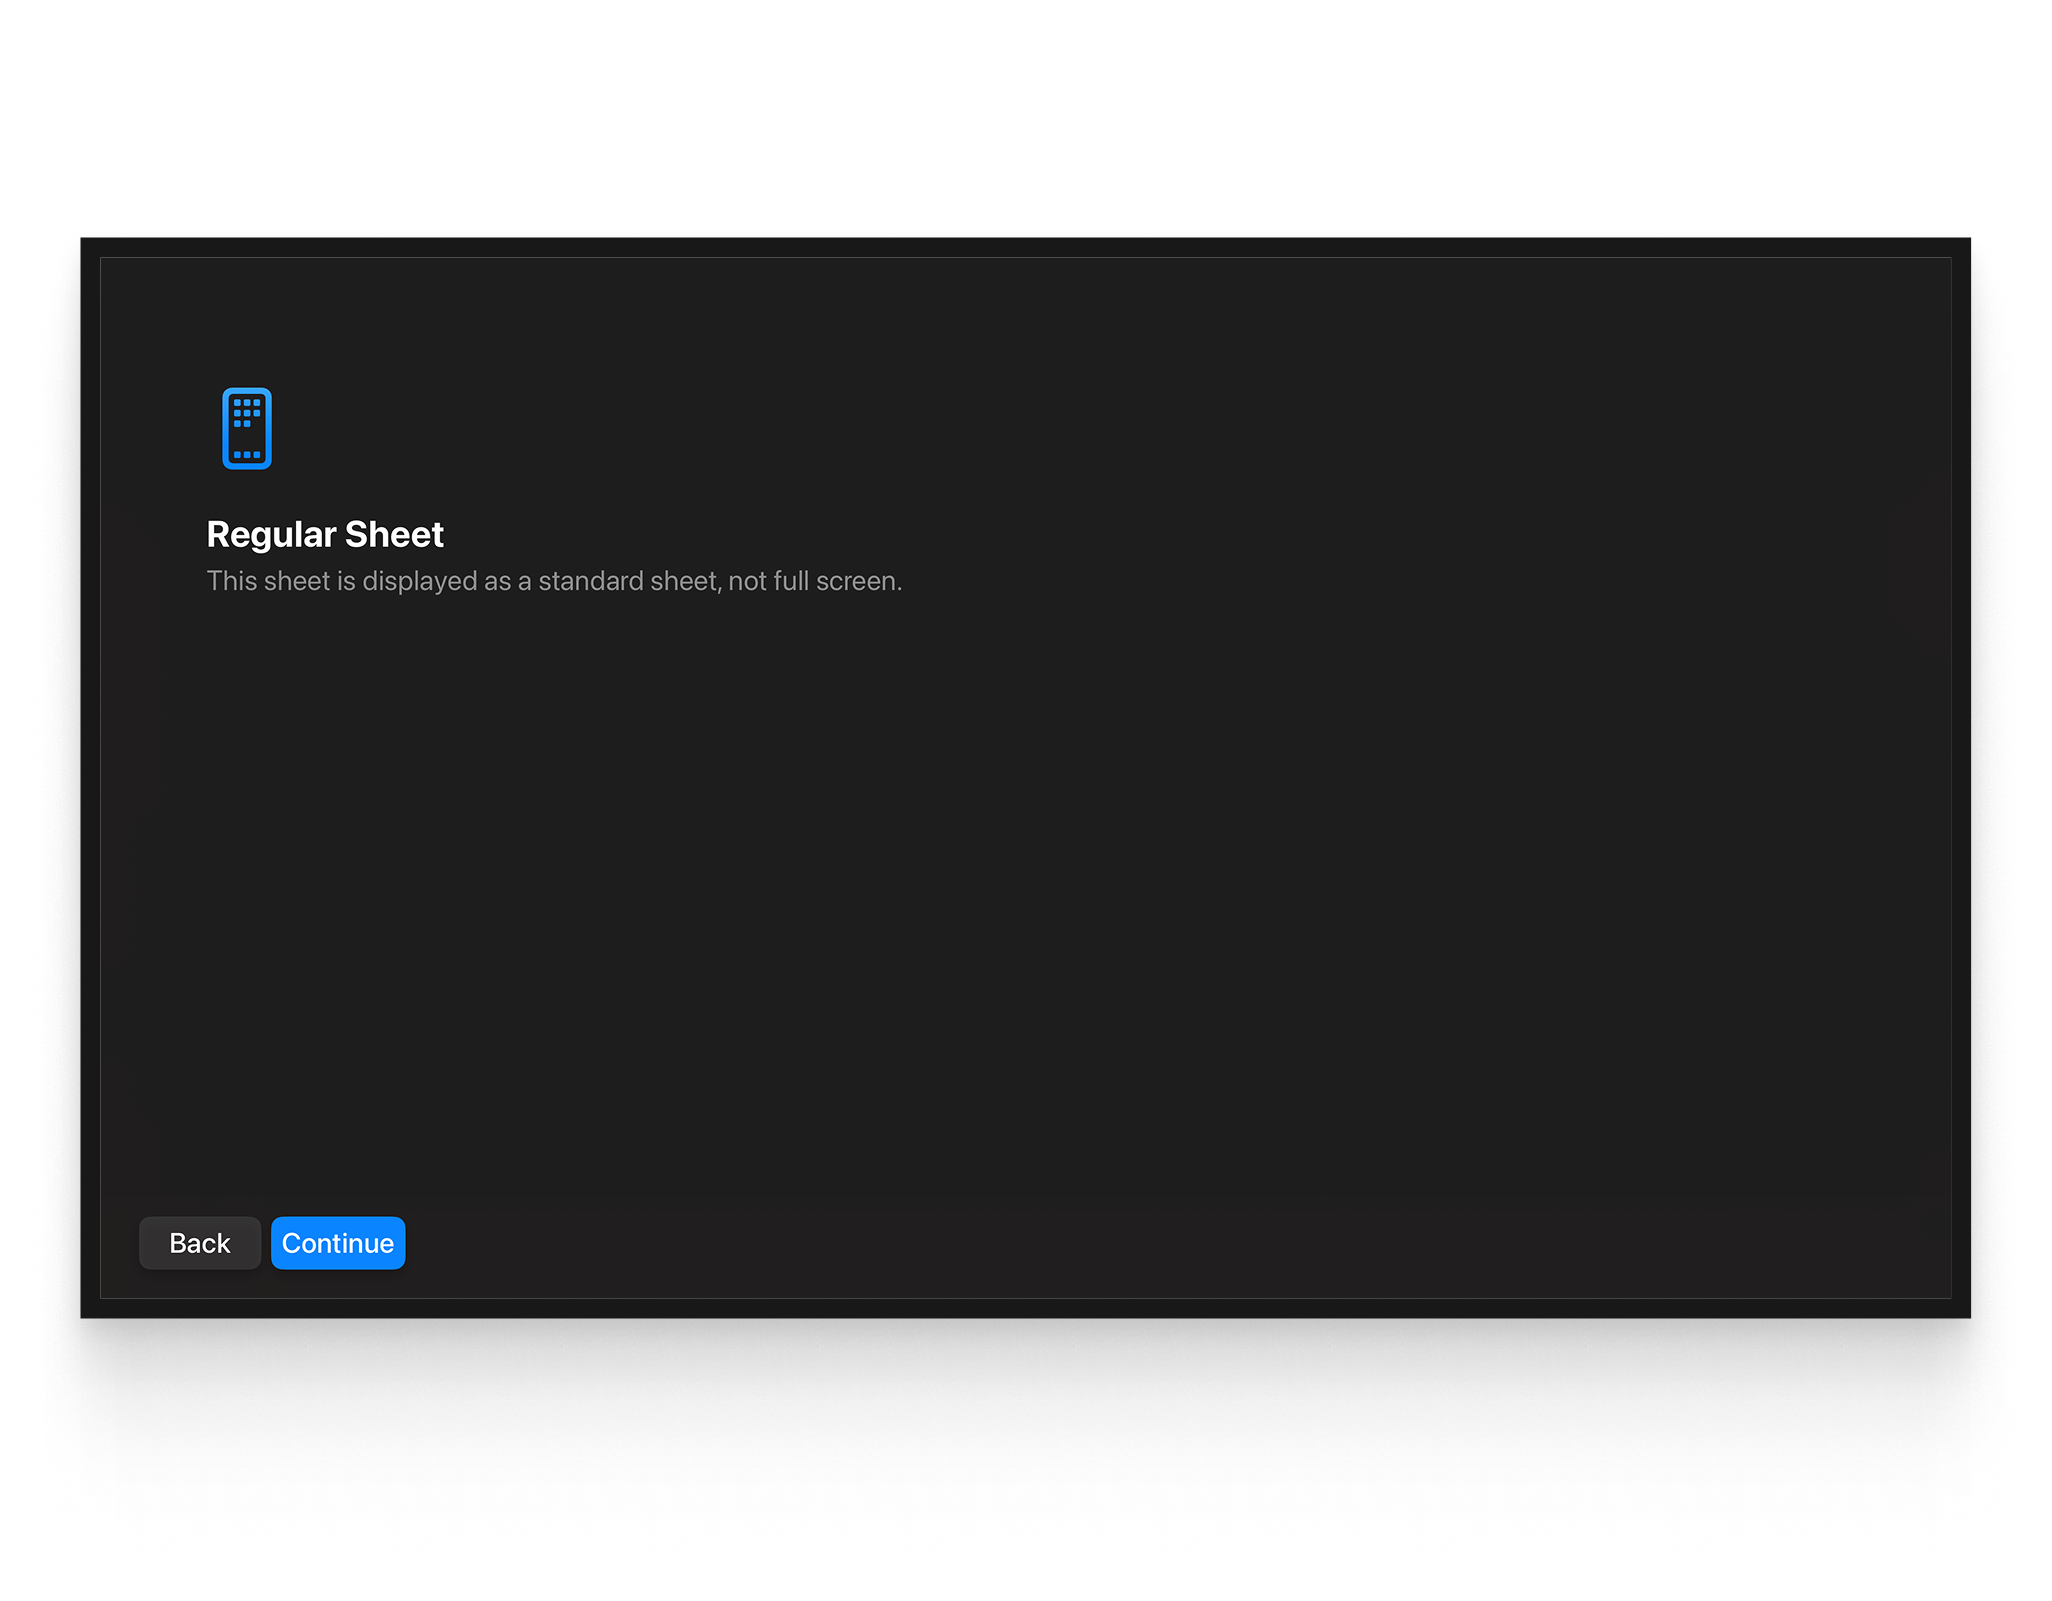 Regular Sheet
This sheet is displayed as a standard sheet, not full screen.
Back
Continue